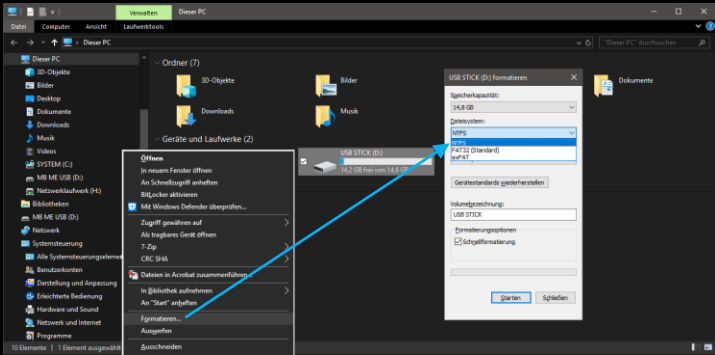 Verwalten
Dieser PC
Datei
Computer
Ansicht
Laufwerktools
Dieser PC
"Dieser PC" durchsuchen
Dieser PC
3D-Objekte
Bilder
Desktop
Dokumente
Downloads
Musik
Videos
SYSTEM (C:)
MB ME USB (D:)
Netzwerklaufwerk (H:)
Bibliotheken
MB ME USB (D:)
Netzwerk
Systemsteuerung
Alle Systemsteuerungselemen
Benutzerkonten
Darstellung und Anpassung
Erleichterte Bedienung
Hardware und Sound
Netzwerk und Internet
Programme
10 Elemente
1 Element ausgewählt
Ordner (7)
3D-Objekte
Bilder
Dokumente
Downloads
Musik
Geräte und Laufwerke (2)
USB STICK (D:)
14,2 GB frei von 14,8 GB
Öffnen
In neuem Fenster öffnen
An Schnellzugriff anheften
BitLocker aktivieren
Mit Windows Defender überprüfen...
Zugriff gewähren auf
Als tragbares Gerät öffnen
7-Zip
CRC SHA
Dateien in Acrobat zusammenführen...
In Bibliothek aufnehmen
An "Start" anheften
Formatieren...
Auswerfen
Ausschneiden
USB STICK (D:) formatieren
Speicherkapazität:
14,8 GB
Dateisystem:
NTFS
NTFS
FAT32 (Standard)
exFAT
Gerätestandards wiederherstellen
Volumebezeichnung:
USB STICK
Formatierungsoptionen
Schnellformatierung
Starten
Schließen